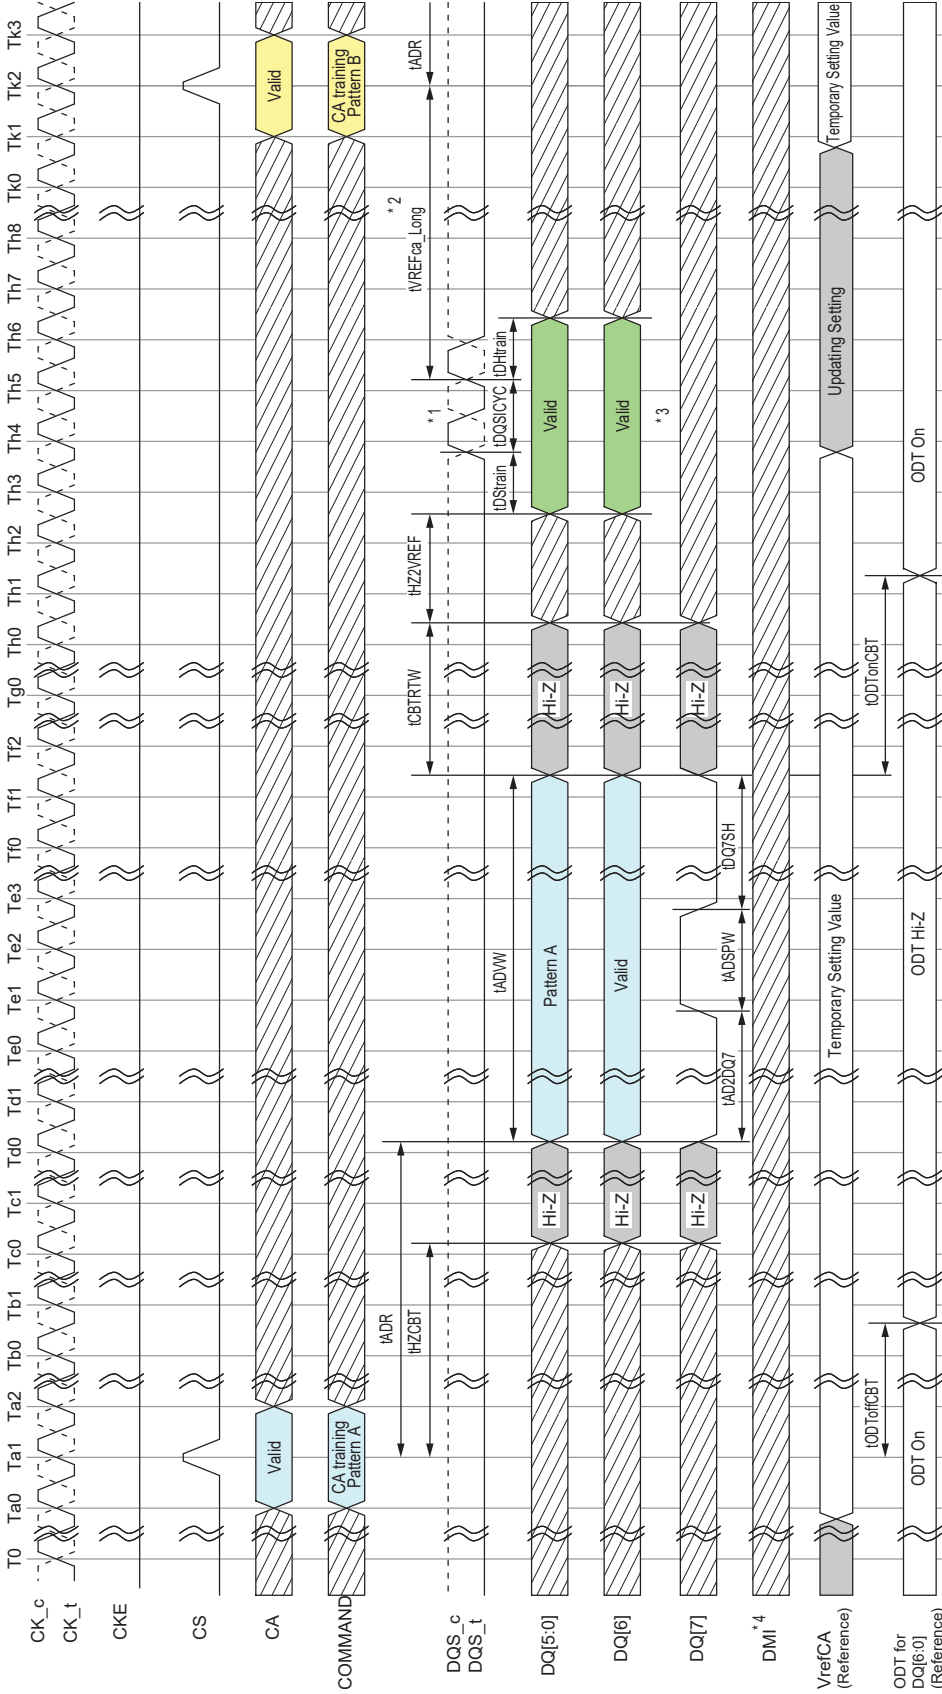 T0 Ta0 Ta1 Ta2 Tb0 Tb1 Tc0 Tc1 Td0 Td1 Te0 Te1 Te2 Te3 Tf0 Tf1 Tf2 Tg0 Th0 Th1 Th2 Th3 Th4 Th5 Th6 Th7 Th8 Tk0 Tk1 Tk2 Tk3
CK_c
CK_t
CKE
CS
CA
Valid
Valid
COMMAND
CA training
Pattern A
CA training
Pattern B
tADR
tVREFca_Long
* 2
tADR
tHZCBT
DQS_c
DQS_t
* 1
tADVW
tCBTRTW
tHZ2VREF
tDStrain
tDQSICYC
tDHtrain
DQ[5:0]
Hi-Z
Pattern A
Hi-Z
Valid
DQ[6]
Hi-Z
Valid
Hi-Z
Valid
* 3
DQ[7]
Hi-Z
Hi-Z
tAD2DQ7
tADSPW
tDQ7SH
DMI* 4
VrefCA
(Reference)
Temporary Setting Value
Updating Setting
Temporary Setting Value
tODToffCBT
tODTonCBT
ODT for
DQ[6:0]
(Reference)
ODT On
ODT Hi-Z
ODT On